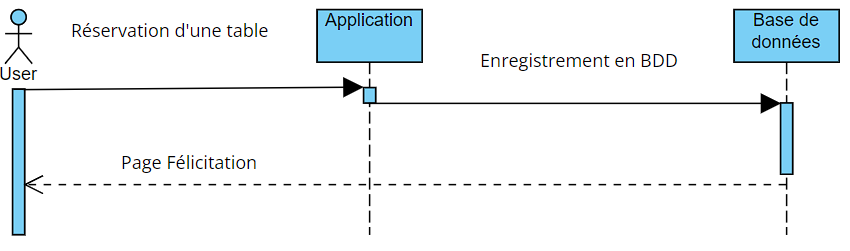 Réservation d'une table
Application
Base de
données
User
Enregistrement en BDD
Page Félicitation